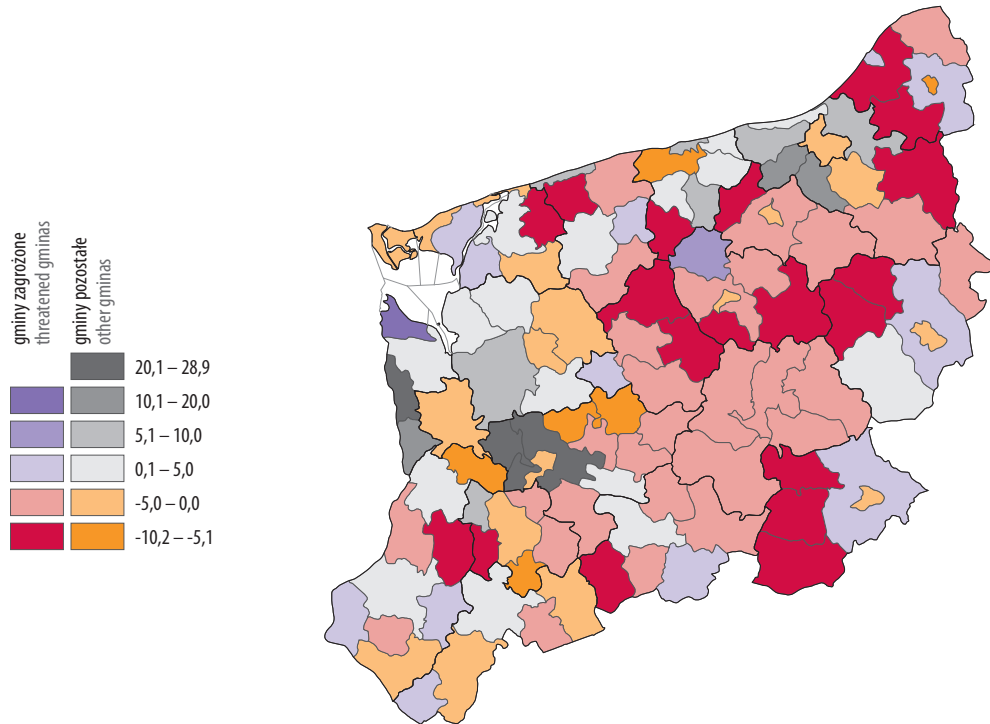 gminy zagrożone
threatened gminas
gminy pozostałe
other gminas
20,1 – 28,9
10,1 – 20,0
5,1 – 10,0
0,1 – 5,0
-5,0 – 0,0
-10,2 – -5,1